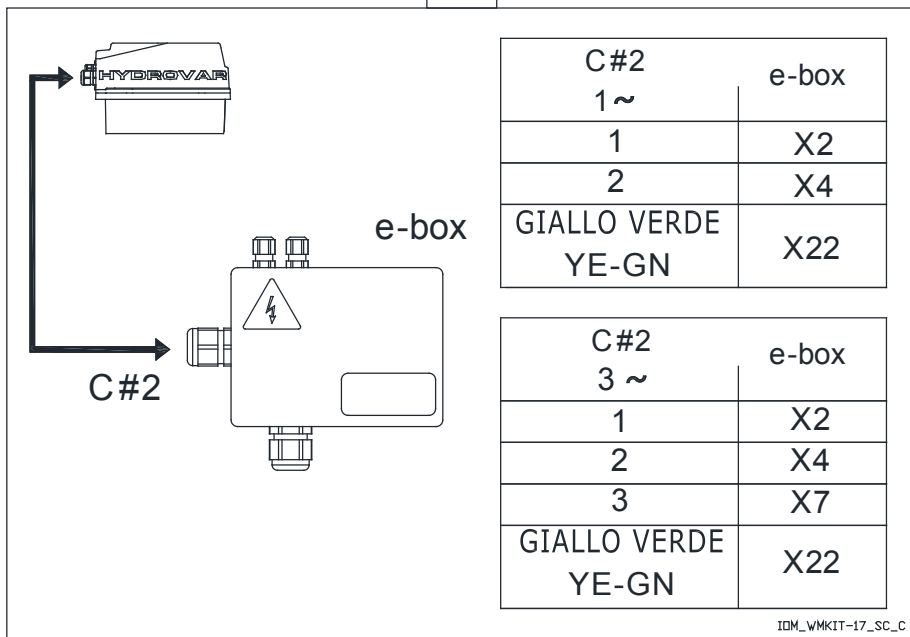 HYDROVAR
e-box
C#2
C#2 e-box
1~
1 X2
2 X4
GIALLO VERDE X22
YE-GN
C#2 e-box
3 ~
1 X2
2 X4
3 X7
GIALLO VERDE X22
YE-GN
IOM_WMKIT-17_SC_C